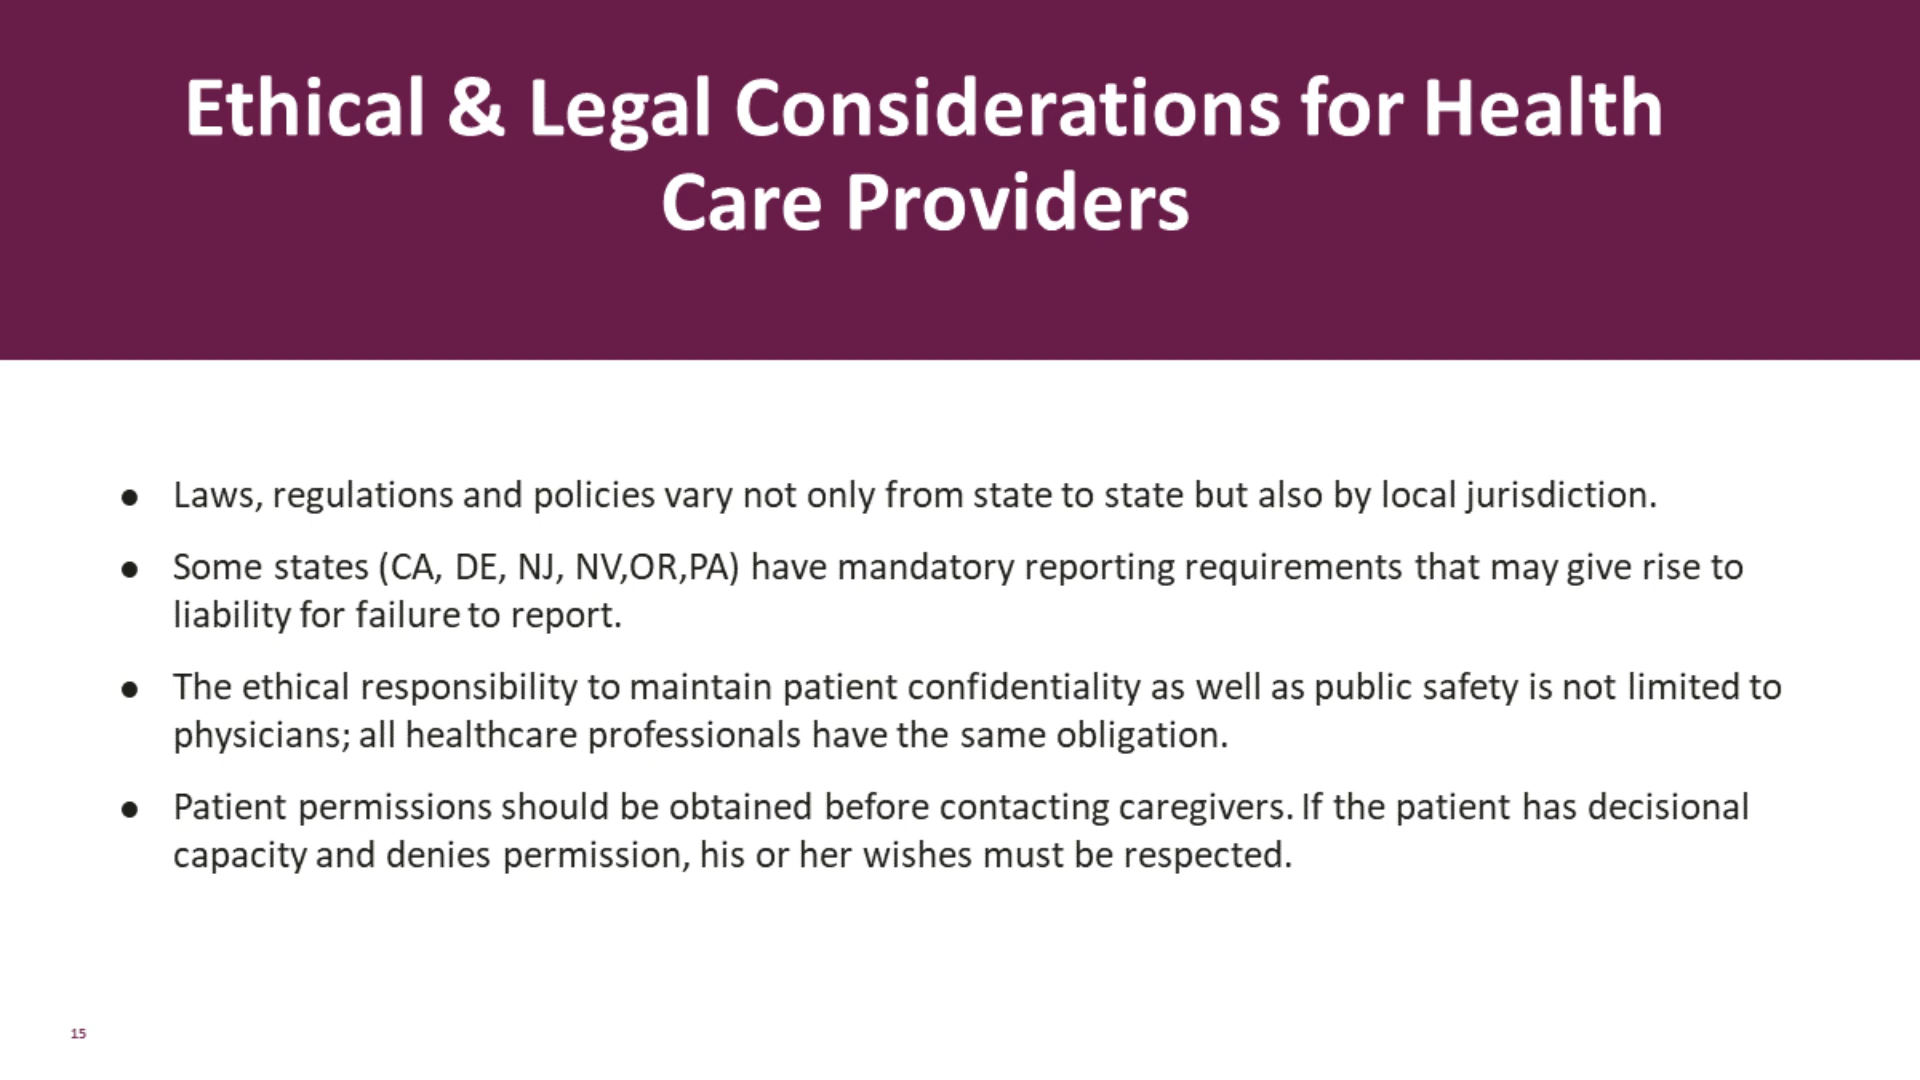 Ethical & Legal Considerations for Health
Care Providers
● Laws, regulations and policies vary not only from state to state but also by local jurisdiction.
● Some states (CA, DE, NJ, NV,OR,PA) have mandatory reporting requirements that may give rise to
liability for failure to report.
● The ethical responsibility to maintain patient confidentiality as well as public safety is not limited to
physicians; all healthcare professionals have the same obligation.
● Patient permissions should be obtained before contacting caregivers. If the patient has decisional
capacity and denies permission, his or her wishes must be respected.
15